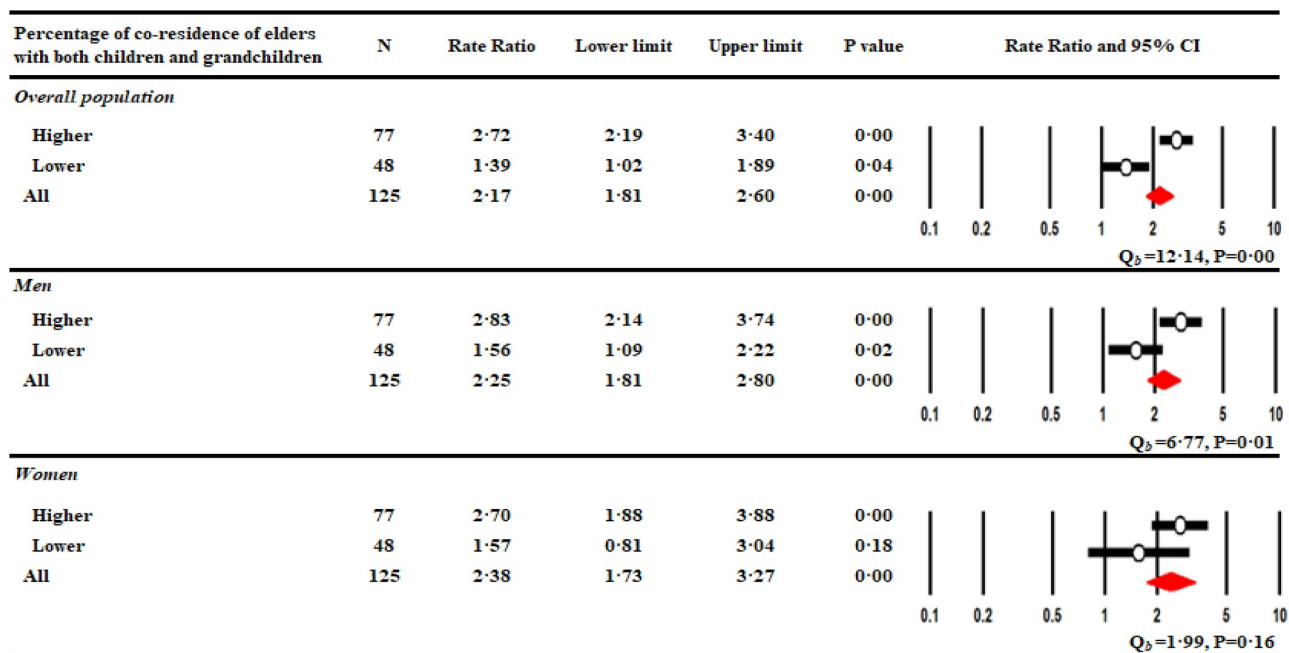 Percentage of co-residence of elders
with both children and grandchildren N Rate Ratio Lower limit Upper limit P value Rate Ratio and 95% CI
Overall population
Higher 77 2·72 2·19 3·40 0·00
Lower 48 1·39 1·02 1·89 0·04
All 125 2·17 1·81 2·60 0·00
0.1 0.2 0.5 1 2 5 10
Qb=12·14, P=0·00
Men
Higher 77 2·83 2·14 3·74 0·00
Lower 48 1·56 1·09 2·22 0·02
All 125 2·25 1·81 2·80 0·00
0.1 0.2 0.5 1 2 5 10
Qb=6·77, P=0·01
Women
Higher 77 2·70 1·88 3·88 0·00
Lower 48 1·57 0·81 3·04 0·18
All 125 2·38 1·73 3·27 0·00
0.1 0.2 0.5 1 2 5 10
Qb=1·99, P=0·16